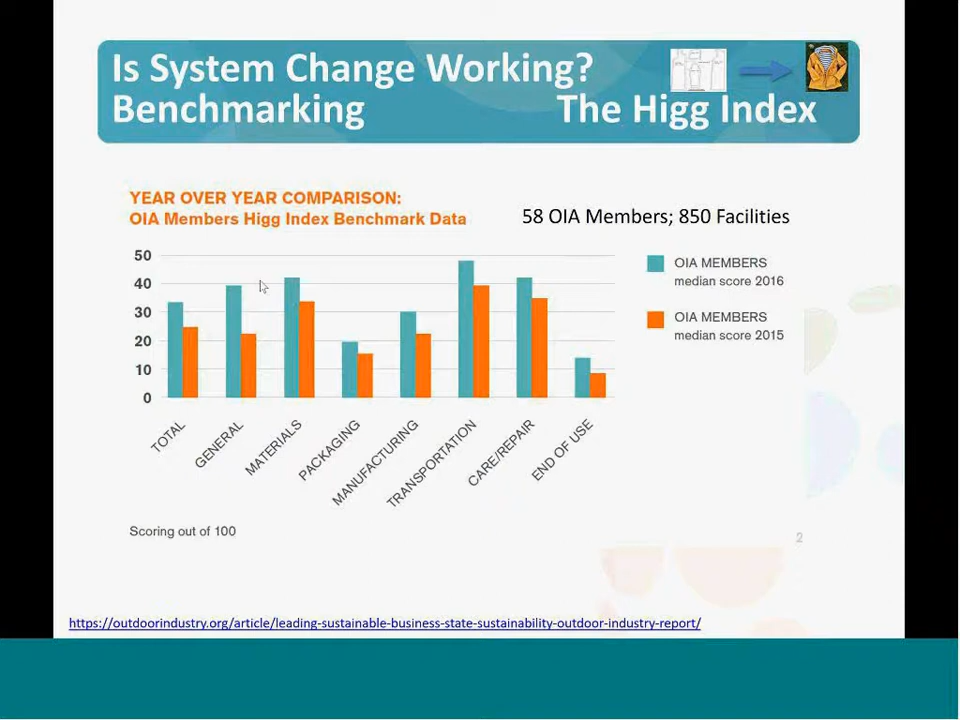 Is System Change Working?
Benchmarking The Higg Index
YEAR OVER YEAR COMPARISON:
OIA Members Higg Index Benchmark Data
58 OIA Members; 850 Facilities
50
40
30
20
10
0
OIA MEMBERS
median score 2016
OIA MEMBERS
median score 2015
TOTAL
GENERAL
MATERIALS
PACKAGING
MANUFACTURING
TRANSPORTATION
CARE/REPAIR
END OF USE
Scoring out of 100
2
https://outdoorindustry.org/article/leading-sustainable-business-state-sustainability-outdoor-industry-report/